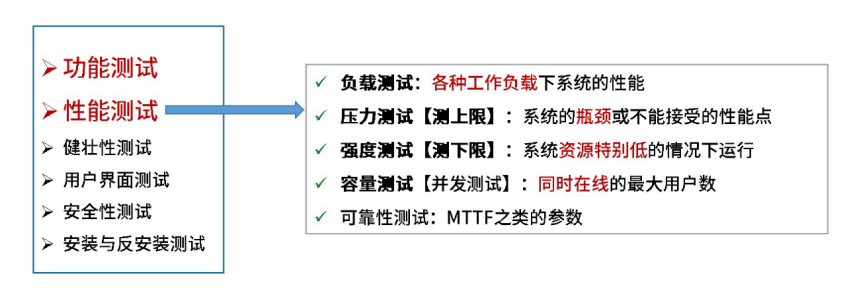 功能测试
性能测试
健壮性测试
用户界面测试
安全性测试
安装与反安装测试
负载测试：各种工作负载下系统的性能
压力测试【测上限】：系统的瓶颈或不能接受的性能点
强度测试【测下限】：系统资源特别低的情况下运行
容量测试【并发测试】：同时在线的最大用户数
可靠性测试：MTTF之类的参数